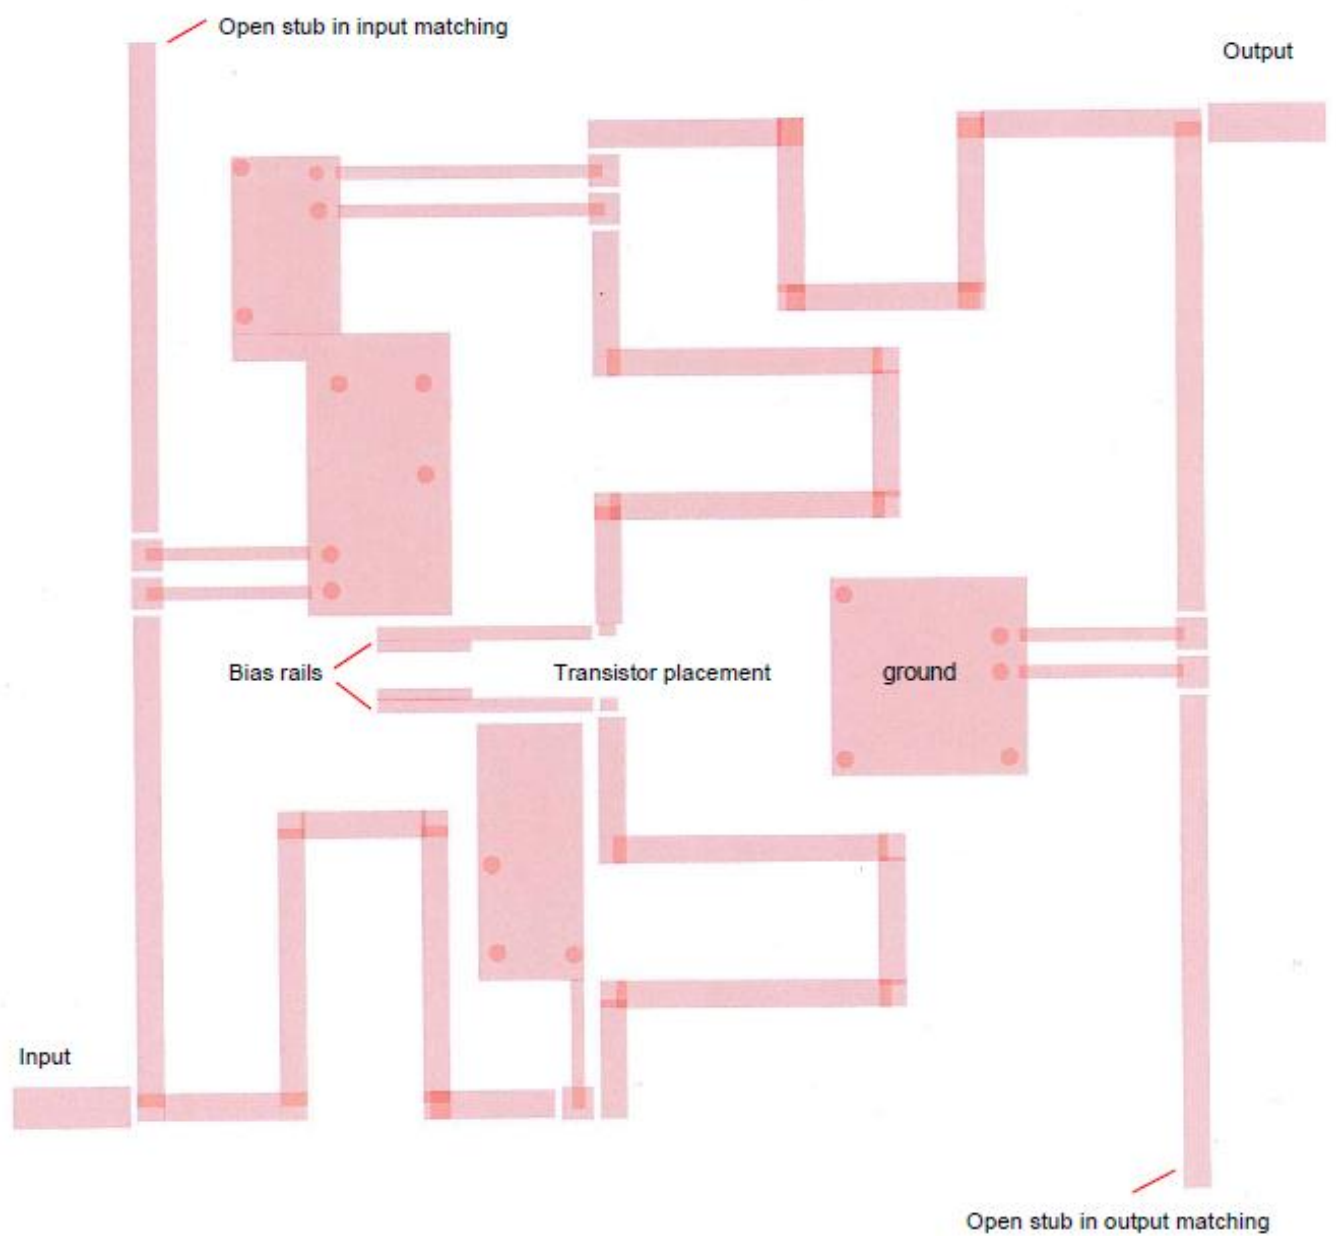 Open stub in input matching
Output
Bias rails
Transistor placement
ground
Input
Open stub in output matching